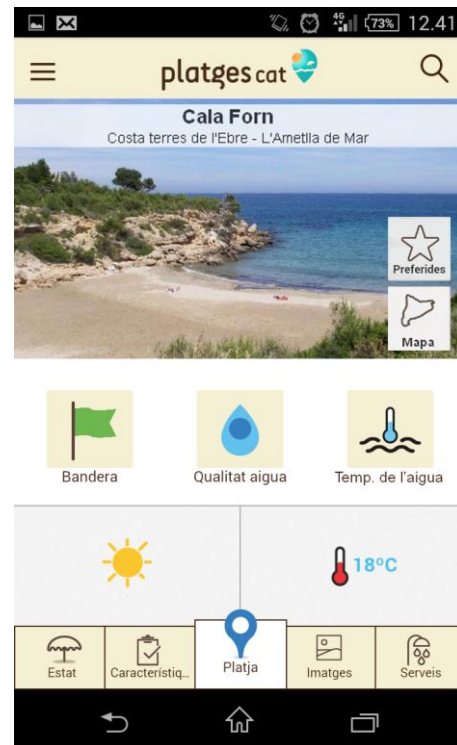 4G
73%
12.41
platges cat
Cala Forn
Costa terres de l'Ebre - L'Ametlla de Mar
Preferides
Mapa
Bandera
Qualitat aigua
Temp. de l'aigua
18ºC
Estat
Característiq...
Platja
Imatges
Serveis